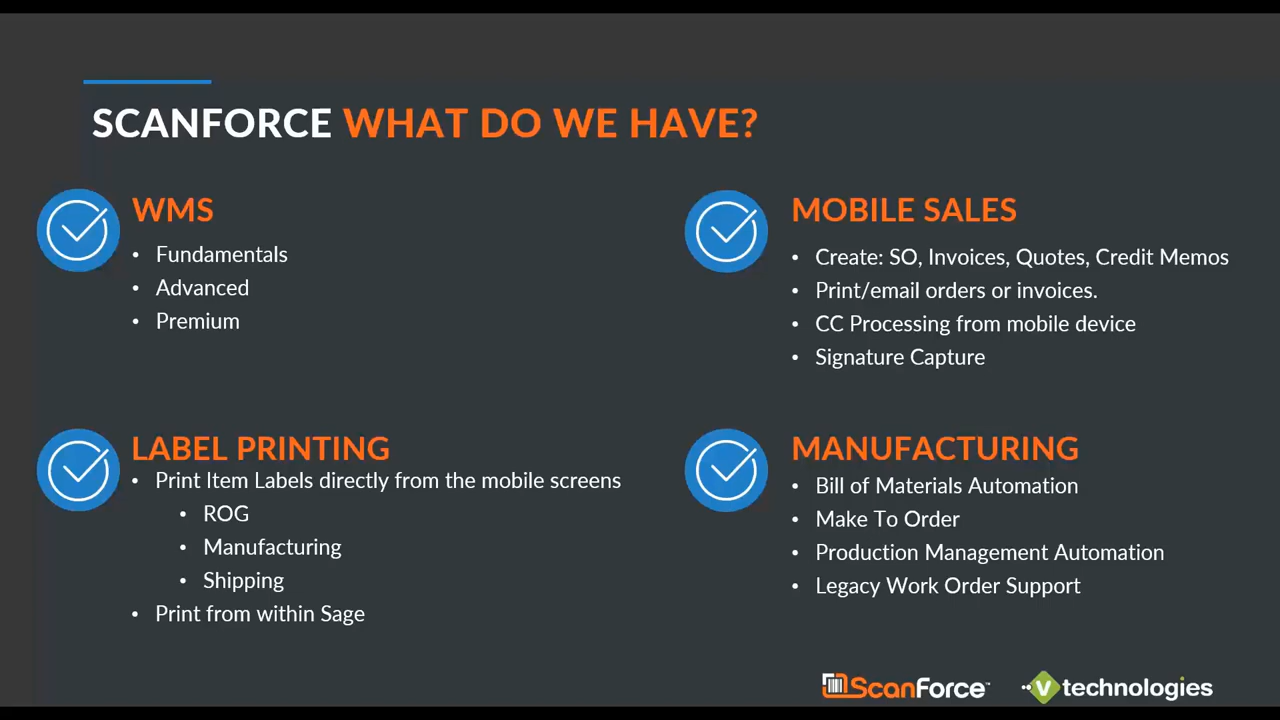 SCANFORCE WHAT DO WE HAVE?
WMS
• Fundamentals
• Advanced
• Premium
MOBILE SALES
• Create: SO, Invoices, Quotes, Credit Memos
• Print/email orders or invoices.
• CC Processing from mobile device
• Signature Capture
LABEL PRINTING
• Print Item Labels directly from the mobile screens
• ROG
• Manufacturing
• Shipping
• Print from within Sage
MANUFACTURING
• Bill of Materials Automation
• Make To Order
• Production Management Automation
• Legacy Work Order Support
ScanForce™
V technologies